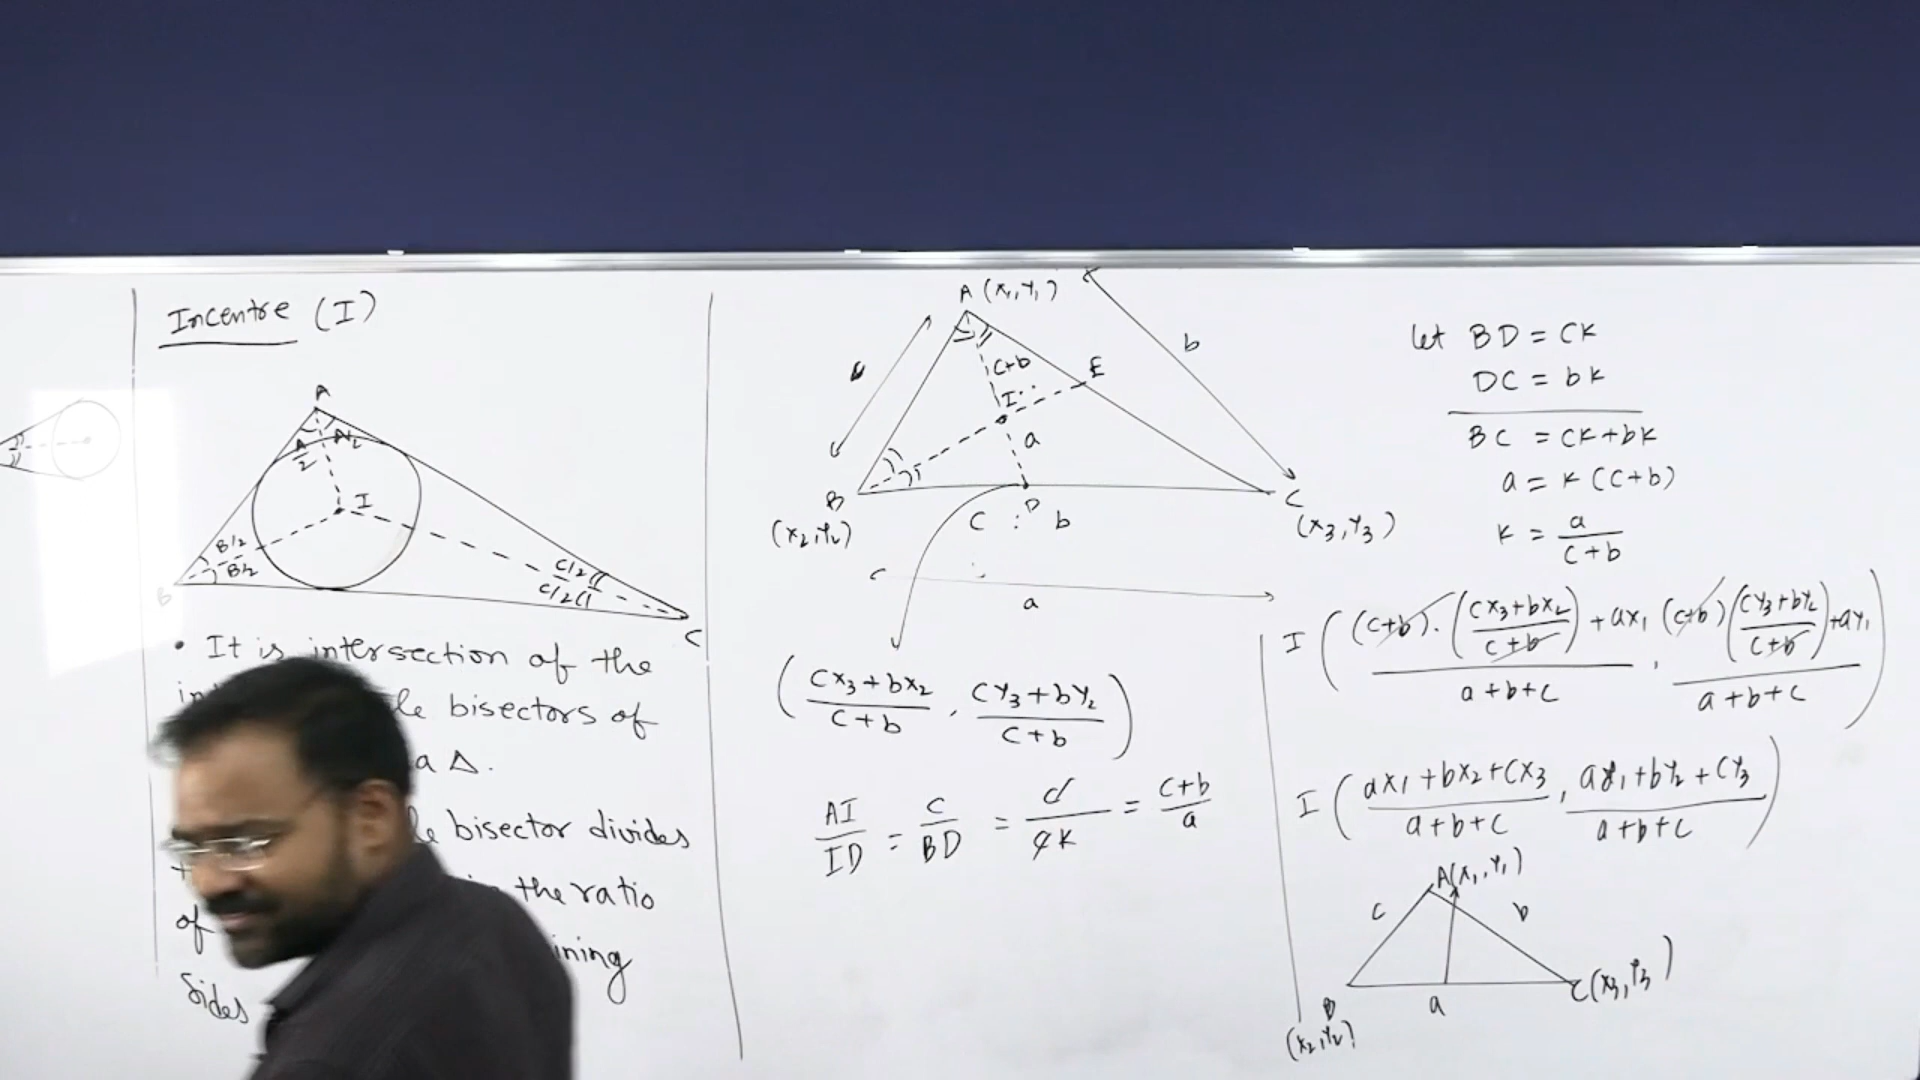 Incentre (I)
A
A/2 A/2
I
B/2
B/2
C/2
C/2
B
C
• It is intersection of the
bisectors of
a Δ.
bisector divides
in the ratio
of
sides
A (x₁, y₁)
b
c+b
E
I
a
B
D
C
(x₂, y₂)
C : b
(x₃, y₃)
a
((cx₃+bx₂)/(c+b), (cy₃+by₂)/(c+b))
AI/ID = c/BD = c/(cK) = (c+b)/a
let BD = CK
DC = bK
BC = CK+bK
a = K(C+b)
K = a/(C+b)
I (((c+b).((cx₃+bx₂)/(c+b))+ax₁)/(a+b+c), ((c+b)((cy₃+by₂)/(c+b))+ay₁)/(a+b+c))
I ((ax₁+bx₂+cx₃)/(a+b+c), (ay₁+by₂+cy₃)/(a+b+c))
A(x₁, y₁)
c
b
B
a
C(x₃, y₃)
(x₂, y₂)